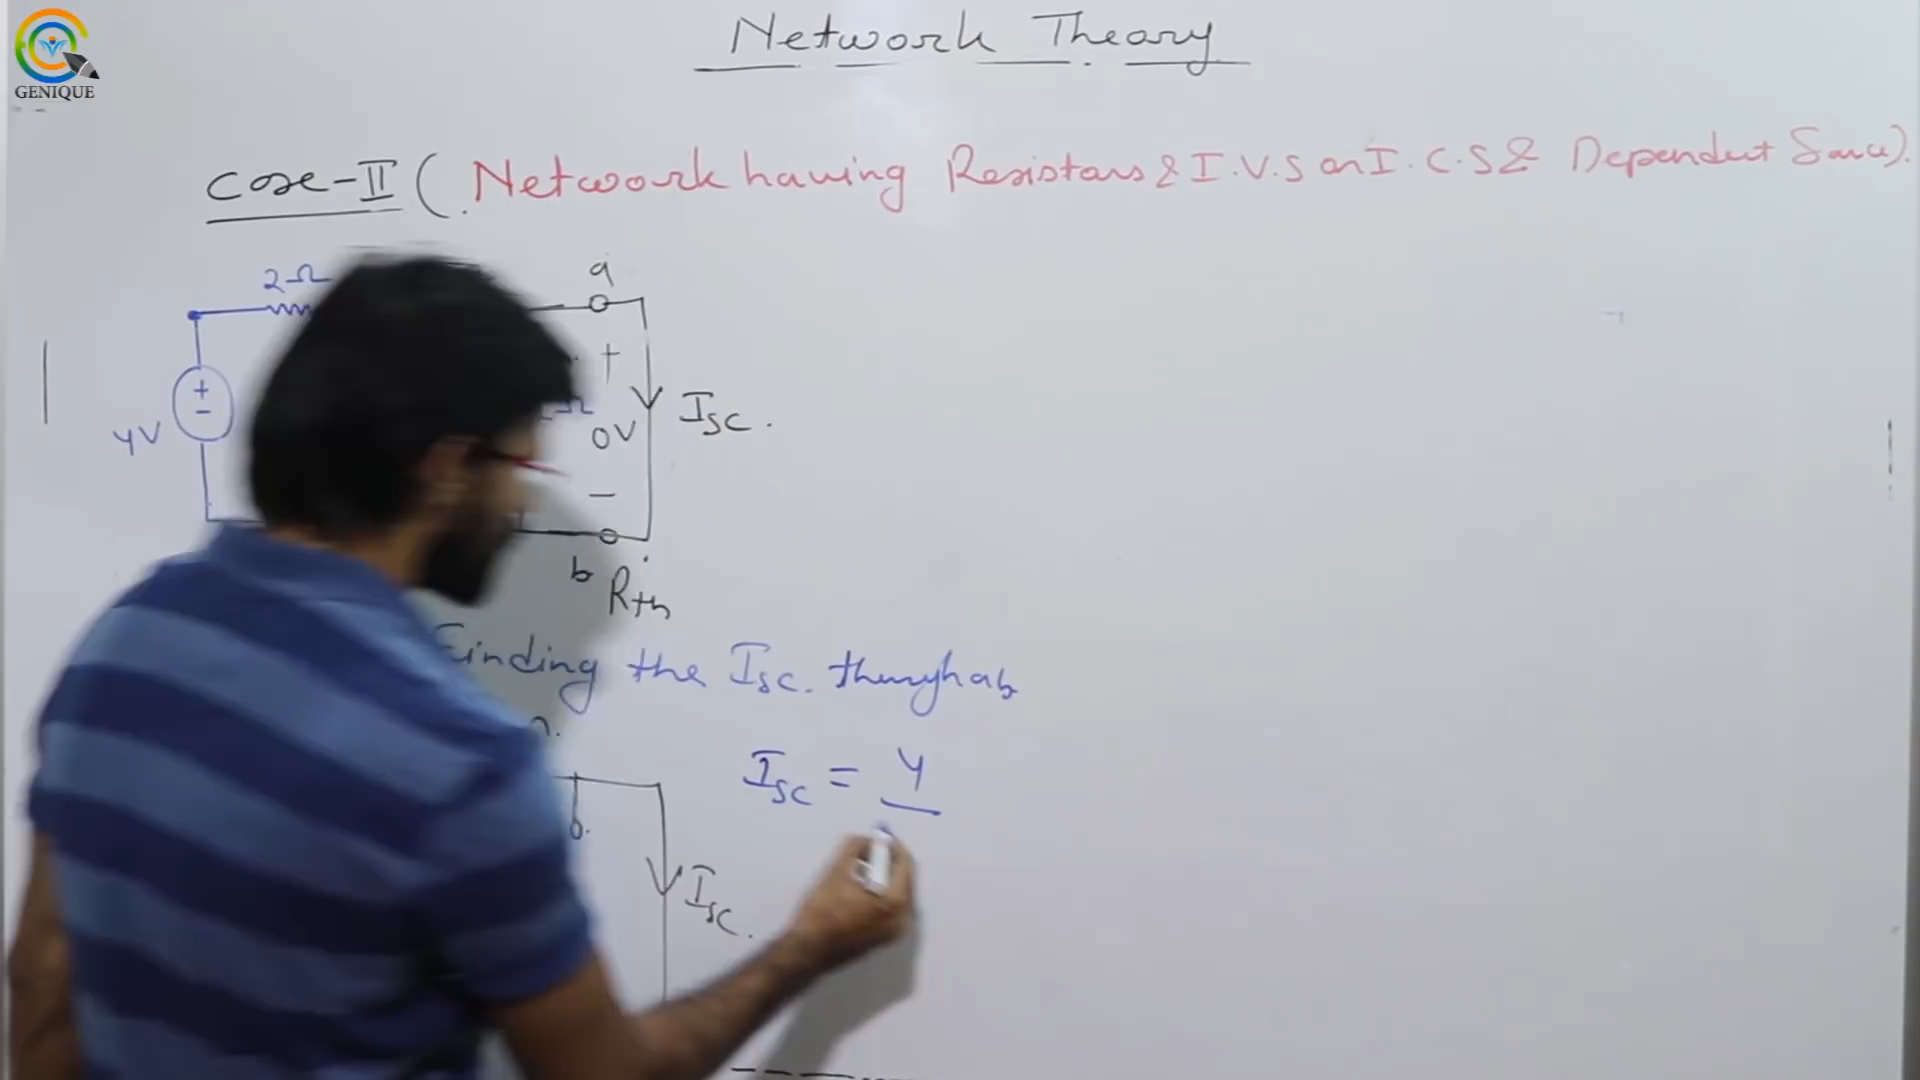 GENIQUE
Network Theory
Case-II ( Network having Resistors & I.V.S or I.C.S & Dependent Source).
2Ω
a
+
-
+
4V
Ω
0V
Isc.
-
b
Rth
Finding the Isc. through ab
Isc = 4
b.
Isc.